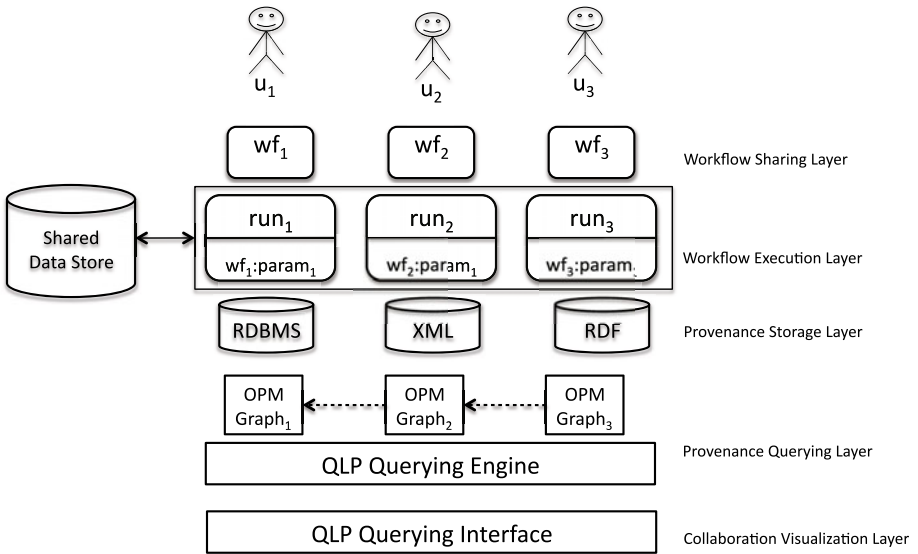 u1 u2 u3
wf1 wf2 wf3
Workflow Sharing Layer
run1 run2 run3
Shared
Data Store
wf1:param1 wf2:param1 wf3:param
Workflow Execution Layer
RDBMS XML RDF
Provenance Storage Layer
OPM OPM OPM
Graph1 Graph2 Graph3
Provenance Querying Layer
QLP Querying Engine
QLP Querying Interface
Collaboration Visualization Layer